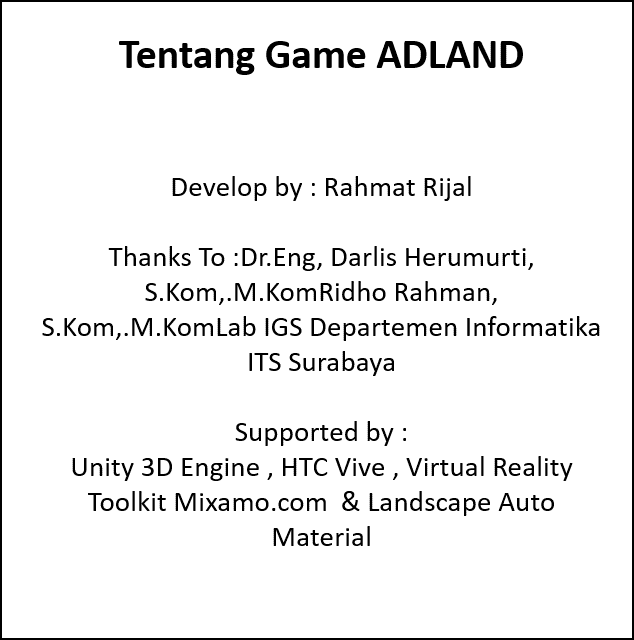 Tentang Game ADLAND
Develop by : Rahmat Rijal
Thanks To :Dr.Eng, Darlis Herumurti,
S.Kom,.M.KomRidho Rahman,
S.Kom,.M.KomLab IGS Departemen Informatika
ITS Surabaya
Supported by :
Unity 3D Engine , HTC Vive , Virtual Reality
Toolkit Mixamo.com  & Landscape Auto
Material